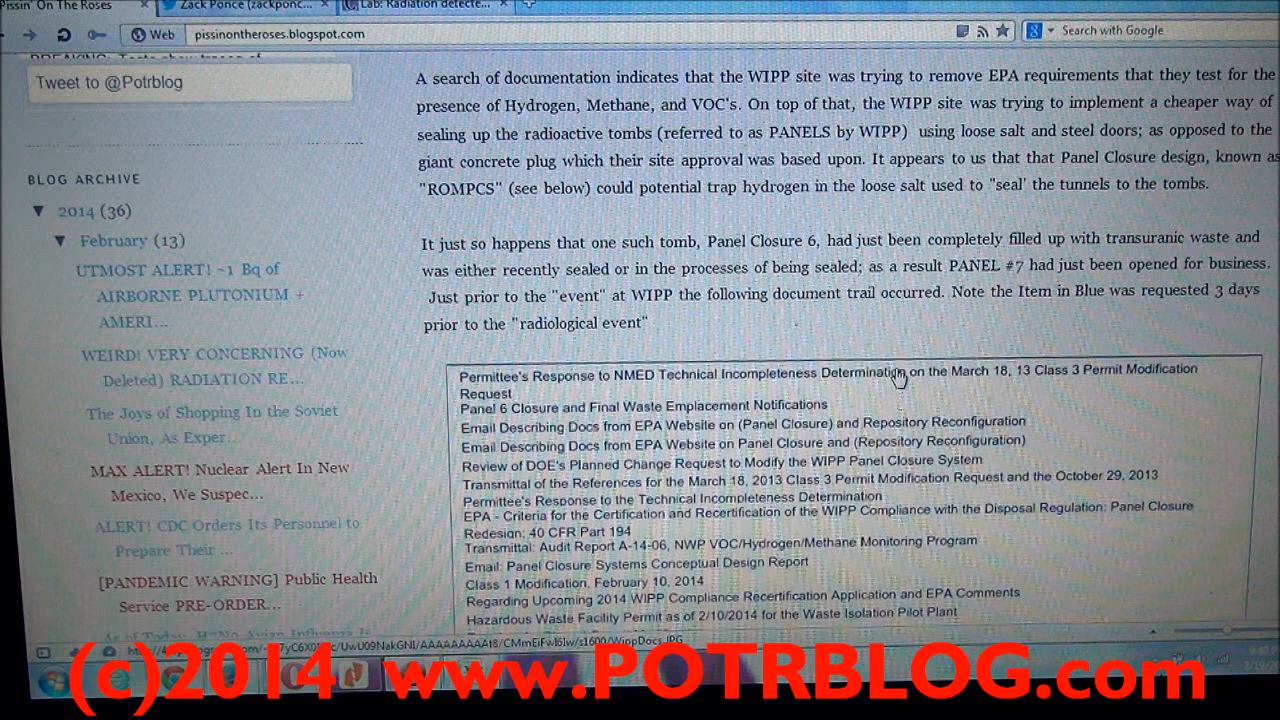 Pissin' On The Roses
Zack Ponce (zackponc...
Lab: Radiation detecte...
Web
pissinontheroses.blogspot.com
Search with Google
Tweet to @Potrblog
BLOG ARCHIVE
▼ 2014 (36)
▼ February (13)
UTMOST ALERT! ~1 Bq of
AIRBORNE PLUTONIUM +
AMERI...
WEIRD! VERY CONCERNING (Now
Deleted) RADIATION RE...
The Joys of Shopping In the Soviet
Union, As Exper...
MAX ALERT! Nuclear Alert In New
Mexico, We Suspec...
ALERT! CDC Orders Its Personnel to
Prepare Their ...
[PANDEMIC WARNING] Public Health
Service PRE-ORDER...
A search of documentation indicates that the WIPP site was trying to remove EPA requirements that they test for the
presence of Hydrogen, Methane, and VOC's. On top of that, the WIPP site was trying to implement a cheaper way of
sealing up the radioactive tombs (referred to as PANELS by WIPP) using loose salt and steel doors; as opposed to the
giant concrete plug which their site approval was based upon. It appears to us that that Panel Closure design, known as
"ROMPCS" (see below) could potential trap hydrogen in the loose salt used to "seal' the tunnels to the tombs.
It just so happens that one such tomb, Panel Closure 6, had just been completely filled up with transuranic waste and
was either recently sealed or in the processes of being sealed; as a result PANEL #7 had just been opened for business.
Just prior to the "event" at WIPP the following document trail occurred. Note the Item in Blue was requested 3 days
prior to the "radiological event"
Permittee's Response to NMED Technical Incompleteness Determination on the March 18, 13 Class 3 Permit Modification
Request
Panel 6 Closure and Final Waste Emplacement Notifications
Email Describing Docs from EPA Website on (Panel Closure) and Repository Reconfiguration
Email Describing Docs from EPA Website on Panel Closure and (Repository Reconfiguration)
Review of DOE's Planned Change Request to Modify the WIPP Panel Closure System
Transmittal of the References for the March 18, 2013 Class 3 Permit Modification Request and the October 29, 2013
Permittee's Response to the Technical Incompleteness Determination
EPA - Criteria for the Certification and Recertification of the WIPP Compliance with the Disposal Regulation: Panel Closure
Redesign: 40 CFR Part 194
Transmittal: Audit Report A-14-06, NWP VOC/Hydrogen/Methane Monitoring Program
Email: Panel Closure Systems Conceptual Design Report
Class 1 Modification, February 10, 2014
Regarding Upcoming 2014 WIPP Compliance Recertification Application and EPA Comments
Hazardous Waste Facility Permit as of 2/10/2014 for the Waste Isolation Pilot Plant
(c)2014 www.POTRBLOG.com